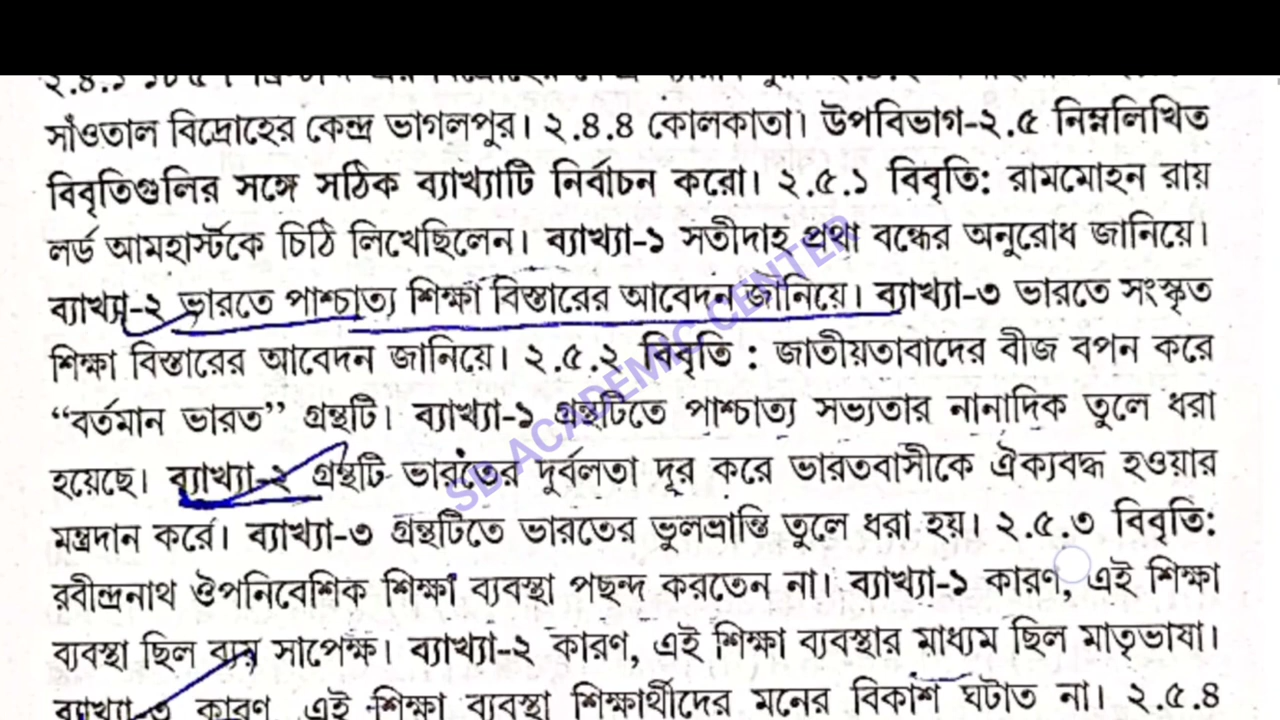 সাঁওতাল বিদ্রোহের কেন্দ্র ভাগলপুর। ২.৪.৪ কোলকাতা। উপবিভাগ-২.৫ নিম্নলিখিত
বিবৃতিগুলির সঙ্গে সঠিক ব্যাখ্যাটি নির্বাচন করো। ২.৫.১ বিবৃতি: রামমোহন রায়
লর্ড আমহার্স্টকে চিঠি লিখেছিলেন। ব্যাখ্যা-১ সতীদাহ প্রথা বন্ধের অনুরোধ জানিয়ে।
ব্যাখ্যা-২ ভারতে পাশ্চাত্য শিক্ষা বিস্তারের আবেদন জানিয়ে। ব্যাখ্যা-৩ ভারতে সংস্কৃত
শিক্ষা বিস্তারের আবেদন জানিয়ে। ২.৫.২ বিবৃতি : জাতীয়তাবাদের বীজ বপন করে
“বর্তমান ভারত” গ্রন্থটি। ব্যাখ্যা-১ গ্রন্থটিতে পাশ্চাত্য সভ্যতার নানাদিক তুলে ধরা
হয়েছে। ব্যাখ্যা-২ গ্রন্থটি ভারতের দুর্বলতা দূর করে ভারতবাসীকে ঐক্যবদ্ধ হওয়ার
মন্ত্রদান করে। ব্যাখ্যা-৩ গ্রন্থটিতে ভারতের ভুলভ্রান্তি তুলে ধরা হয়। ২.৫.৩ বিবৃতি:
রবীন্দ্রনাথ ঔপনিবেশিক শিক্ষা ব্যবস্থা পছন্দ করতেন না। ব্যাখ্যা-১ কারণ, এই শিক্ষা
ব্যবস্থা ছিল ব্যয় সাপেক্ষ। ব্যাখ্যা-২ কারণ, এই শিক্ষা ব্যবস্থার মাধ্যম ছিল মাতৃভাষা।
ব্যাখ্যা-৩ কারণ, এই শিক্ষা ব্যবস্থা শিক্ষার্থীদের মনের বিকাশ ঘটাত না। ২.৫.৪
SB ACADEMIC CENTER